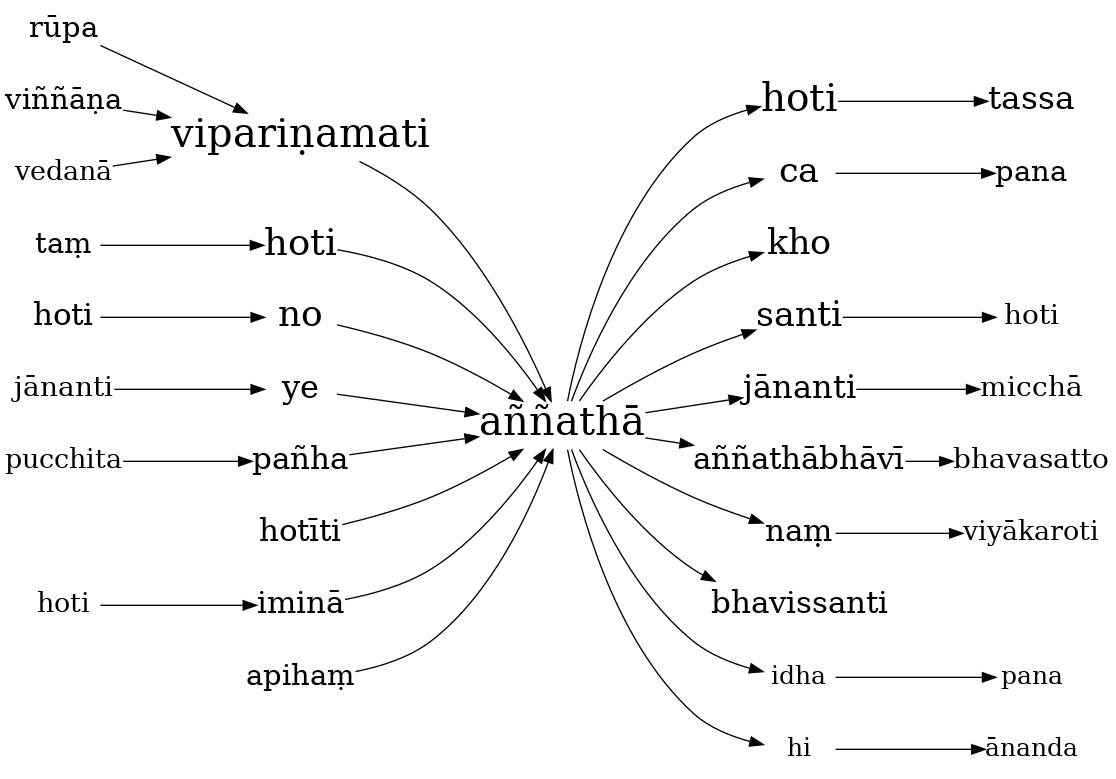 rūpa
viññāṇa
vedanā
vipariṇamati
taṃ
hoti
hoti
no
jānanti
ye
pucchita
pañha
hotīti
hoti
iminā
apihaṃ
aññathā
hoti
tassa
ca
pana
kho
santi
hoti
jānanti
micchā
aññathābhāvī
bhavasatto
naṃ
viyākaroti
bhavissanti
idha
pana
hi
ānanda